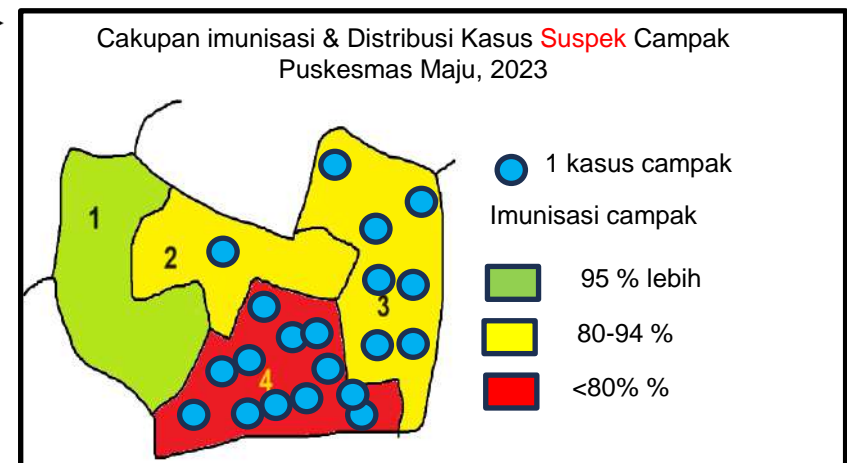 Cakupan imunisasi & Distribusi Kasus Suspek Campak
Puskesmas Maju, 2023
1
2
3
4
1 kasus campak
Imunisasi campak
95 % lebih
80-94 %
<80% %